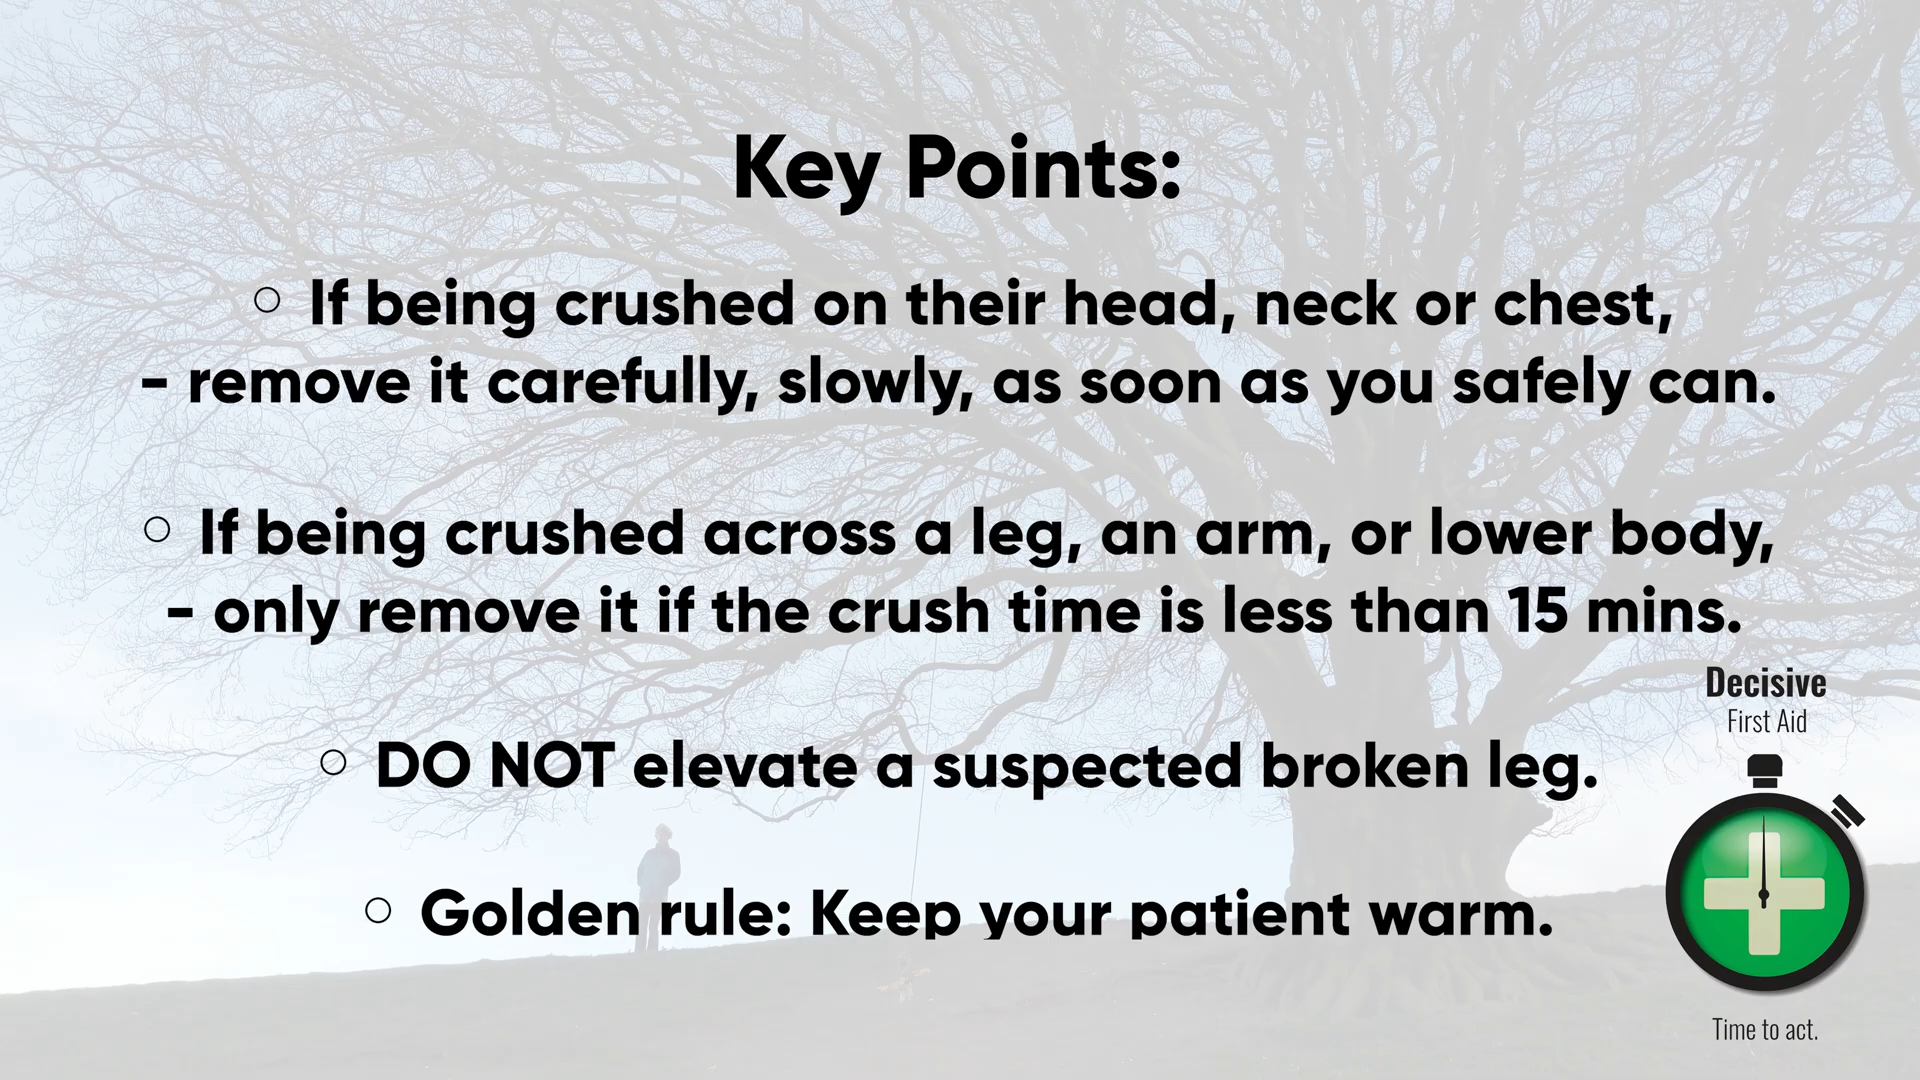 Key Points:
○ If being crushed on their head, neck or chest,
- remove it carefully, slowly, as soon as you safely can.
○ If being crushed across a leg, an arm, or lower body,
- only remove it if the crush time is less than 15 mins.
○ DO NOT elevate a suspected broken leg.
○ Golden rule: Keep your patient warm.
Decisive
First Aid
Time to act.